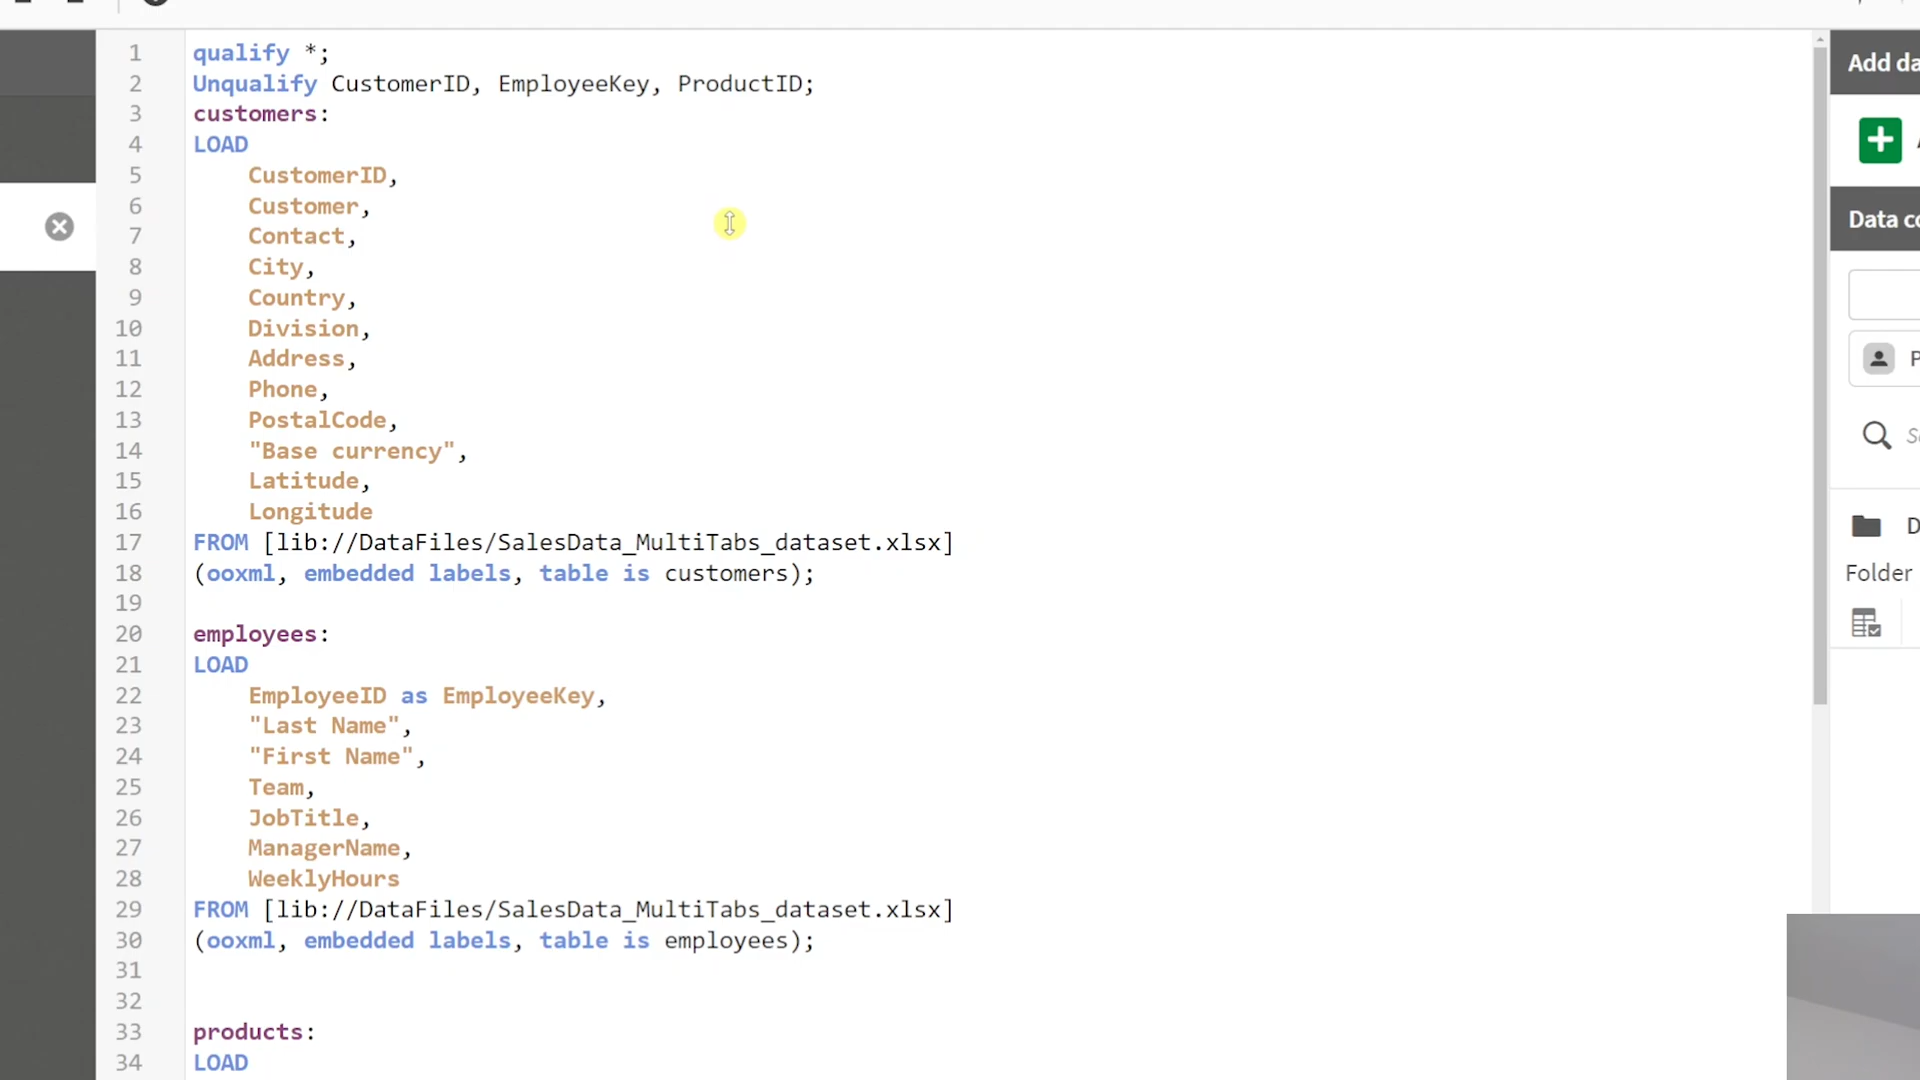 1 qualify *;
2 Unqualify CustomerID, EmployeeKey, ProductID;
3 customers:
4 LOAD
5 CustomerID,
6 Customer,
7 Contact,
8 City,
9 Country,
10 Division,
11 Address,
12 Phone,
13 PostalCode,
14 "Base currency",
15 Latitude,
16 Longitude
17 FROM [lib://DataFiles/SalesData_MultiTabs_dataset.xlsx]
18 (ooxml, embedded labels, table is customers);
19
20 employees:
21 LOAD
22 EmployeeID as EmployeeKey,
23 "Last Name",
24 "First Name",
25 Team,
26 JobTitle,
27 ManagerName,
28 WeeklyHours
29 FROM [lib://DataFiles/SalesData_MultiTabs_dataset.xlsx]
30 (ooxml, embedded labels, table is employees);
31
32
33 products:
34 LOAD
Add da
Data co
Folder